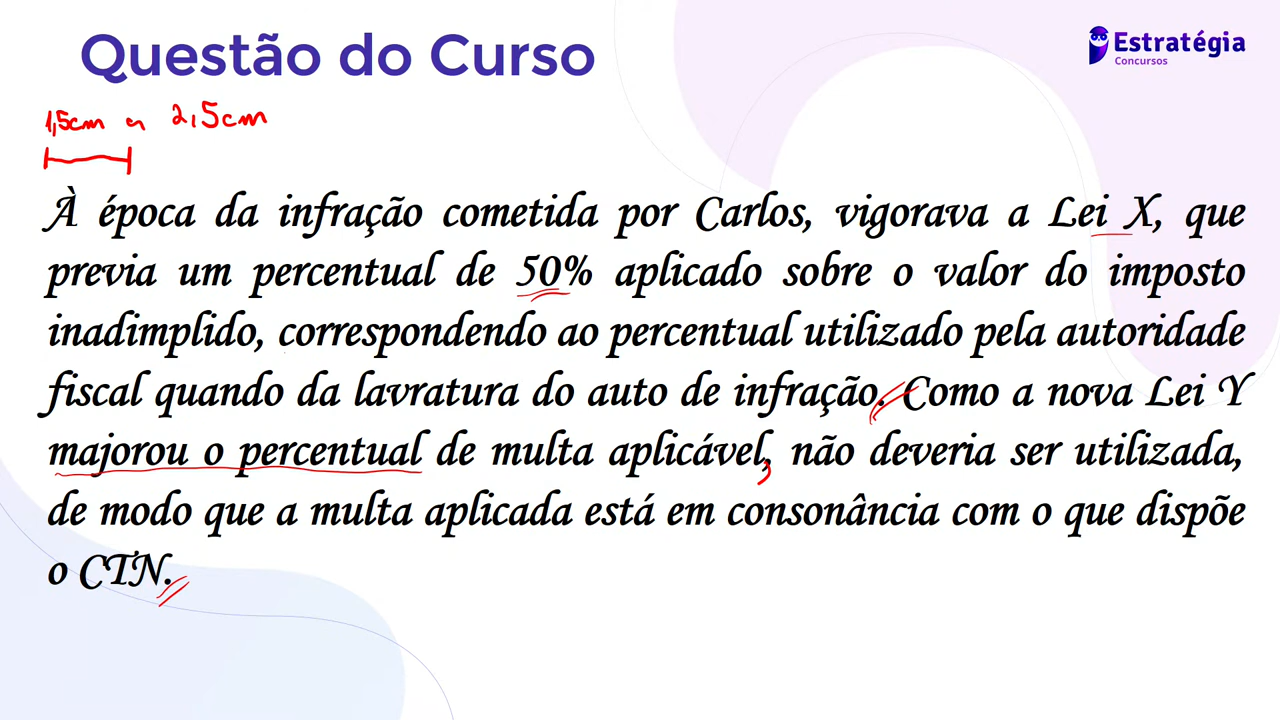 Questão do Curso
Estratégia
Concursos
1,5cm a 2,5cm
À época da infração cometida por Carlos, vigorava a Lei X, que
previa um percentual de 50% aplicado sobre o valor do imposto
inadimplido, correspondendo ao percentual utilizado pela autoridade
fiscal quando da lavratura do auto de infração. Como a nova Lei Y
majorou o percentual de multa aplicável, não deveria ser utilizada,
de modo que a multa aplicada está em consonância com o que dispõe
o CTN.